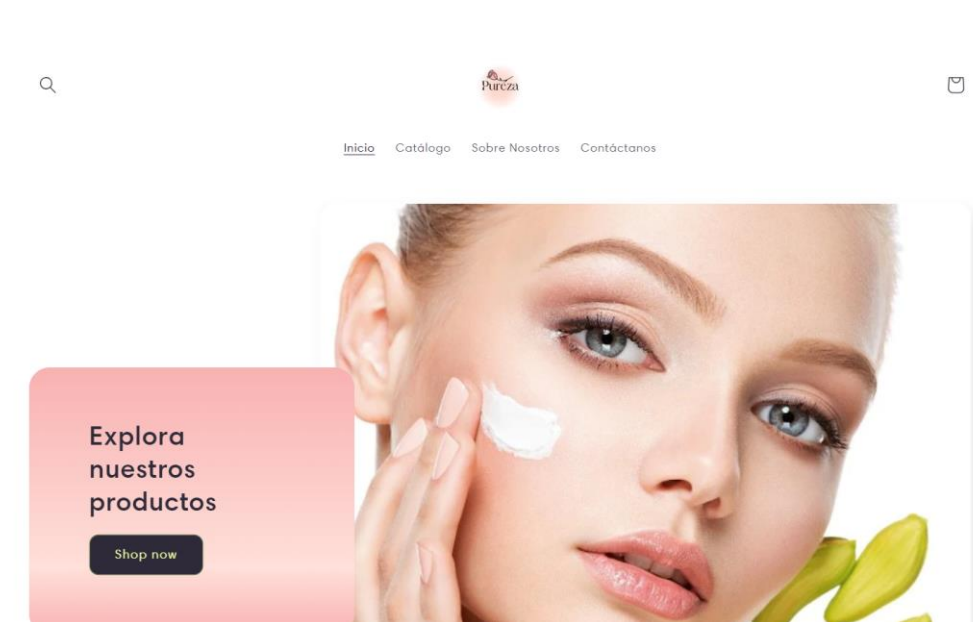 Pureza
Inicio Catálogo Sobre Nosotros Contáctanos
Explora
nuestros
productos
Shop now